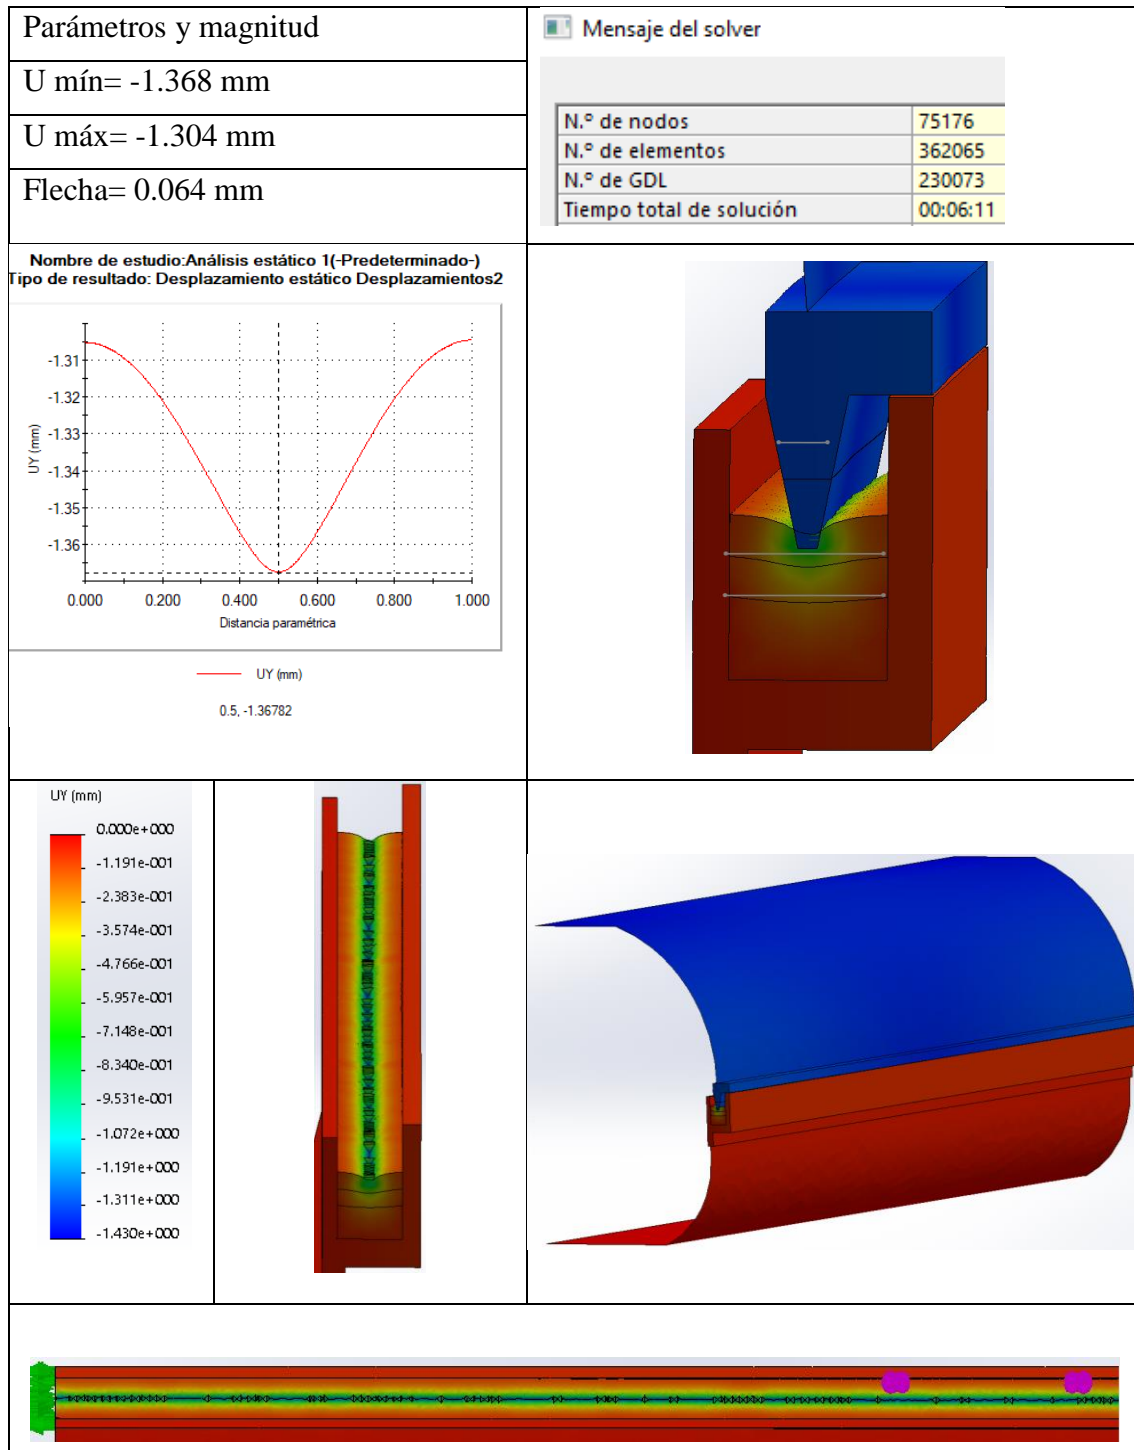 Parámetros y magnitud
U mín= -1.368 mm
U máx= -1.304 mm
Flecha= 0.064 mm
Mensaje del solver
N.º de nodos 75176
N.º de elementos 362065
N.º de GDL 230073
Tiempo total de solución 00:06:11
Nombre de estudio:Análisis estático 1(-Predeterminado-)
Tipo de resultado: Desplazamiento estático Desplazamientos2
UY (mm)
-1.31
-1.32
-1.33
-1.34
-1.35
-1.36
0.000 0.200 0.400 0.600 0.800 1.000
Distancia paramétrica
UY (mm)
0.5, -1.36782
UY (mm)
0.000e+000
-1.191e-001
-2.383e-001
-3.574e-001
-4.766e-001
-5.957e-001
-7.148e-001
-8.340e-001
-9.531e-001
-1.072e+000
-1.191e+000
-1.311e+000
-1.430e+000